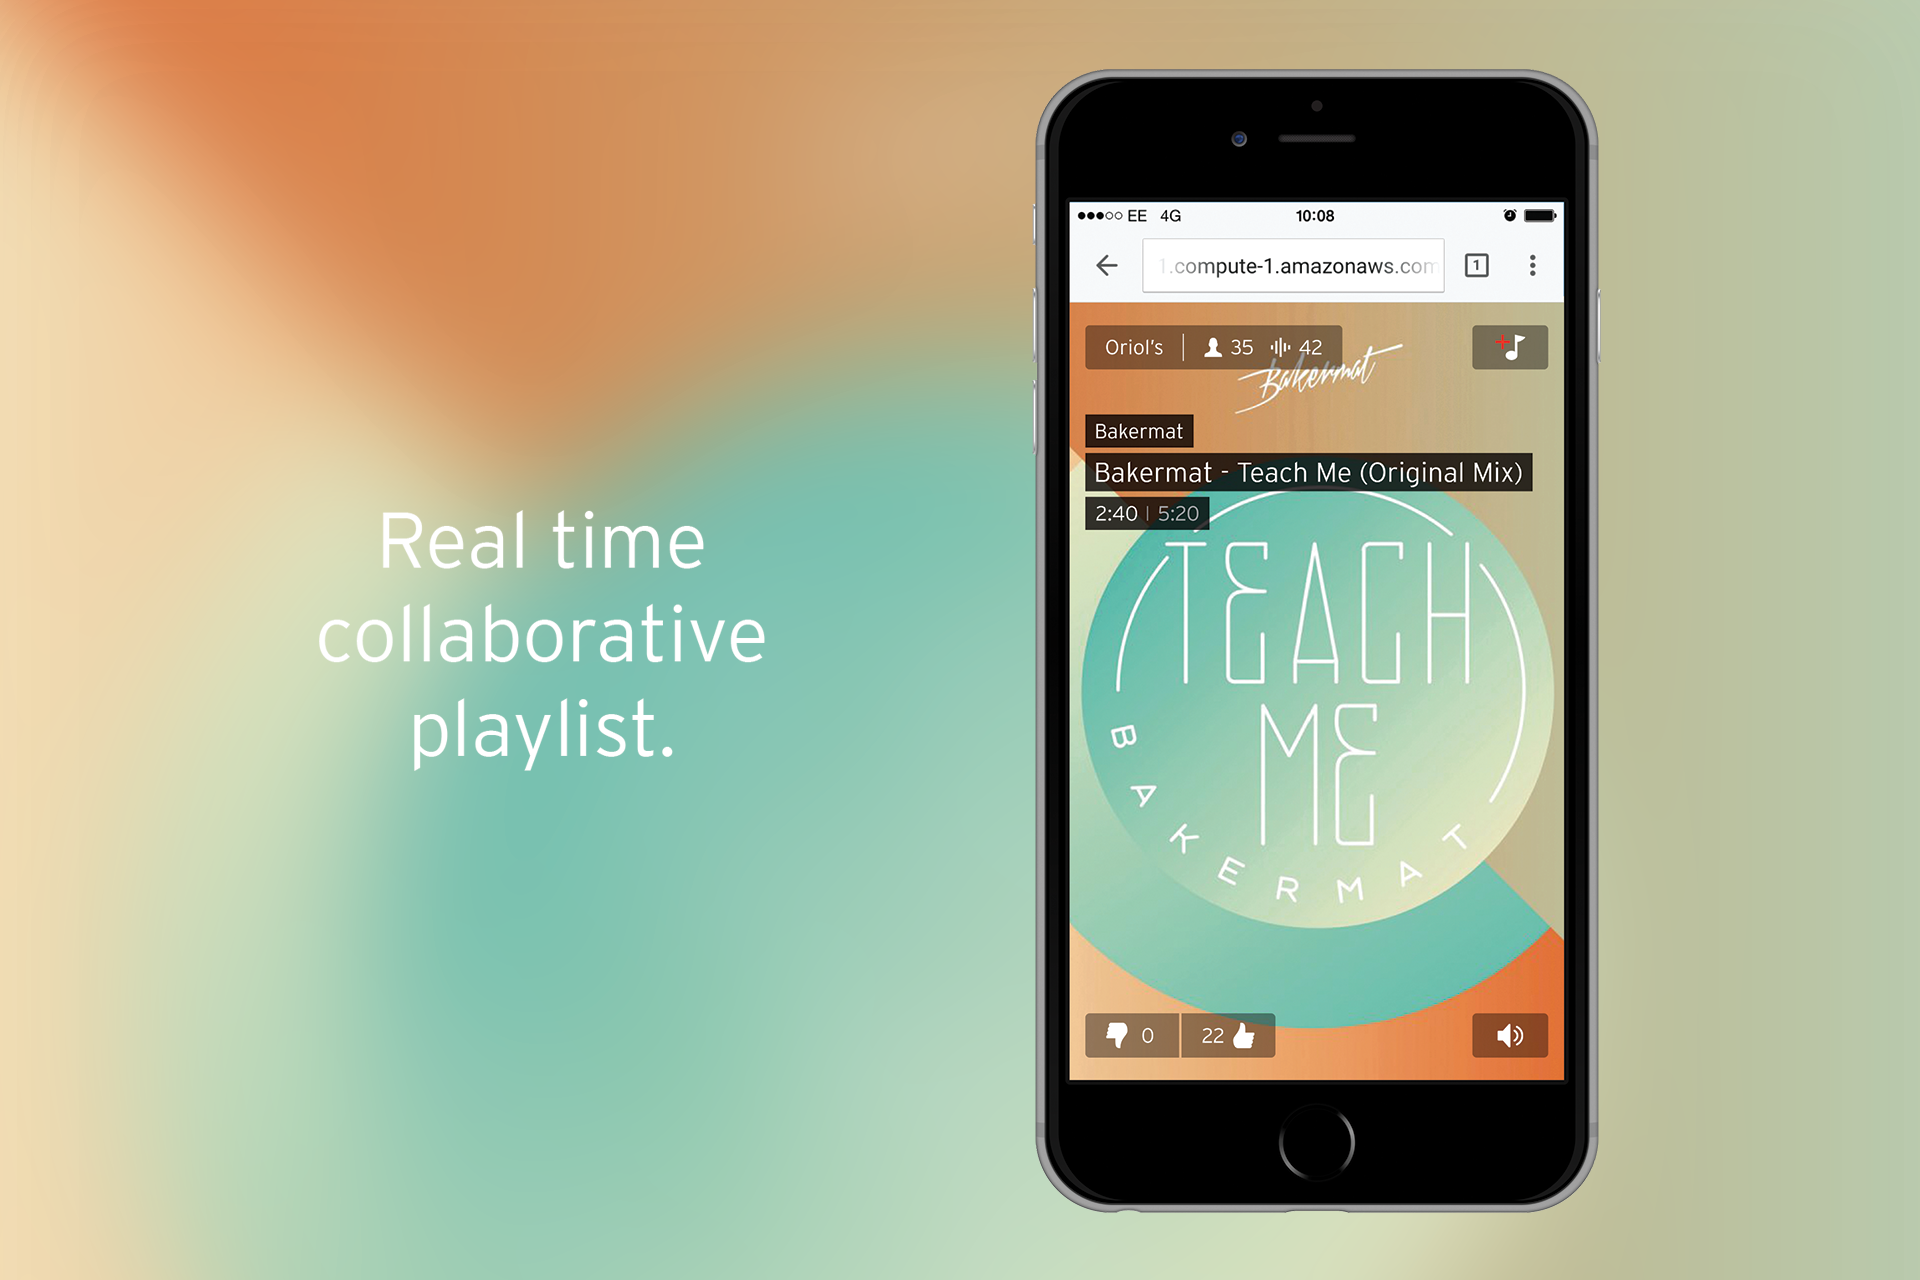 Real time
collaborative
playlist.
EE 4G 10:08
1.compute-1.amazonaws.com 1
Oriol's | 35 42
Bakermat
Bakermat
Bakermat - Teach Me (Original Mix)
2:40 | 5:20
TEACH
ME
BAKERMAT
0 22